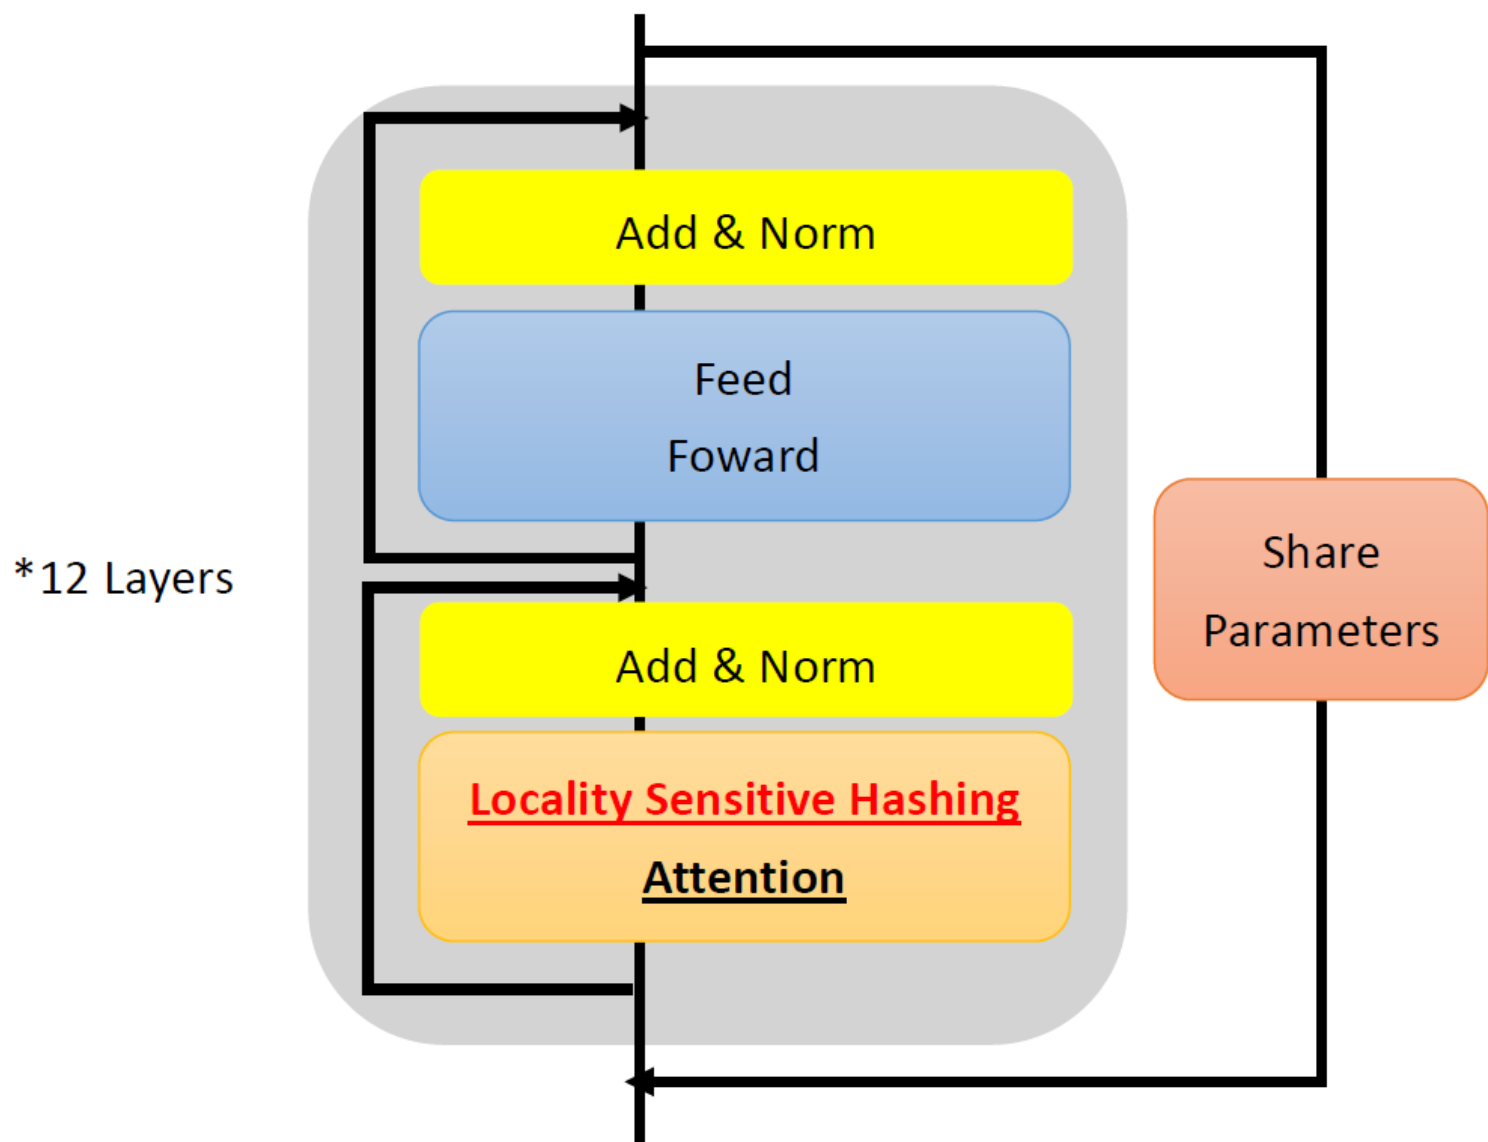 Add & Norm
Feed
Foward
*12 Layers
Add & Norm
Locality Sensitive Hashing
Attention
Share
Parameters